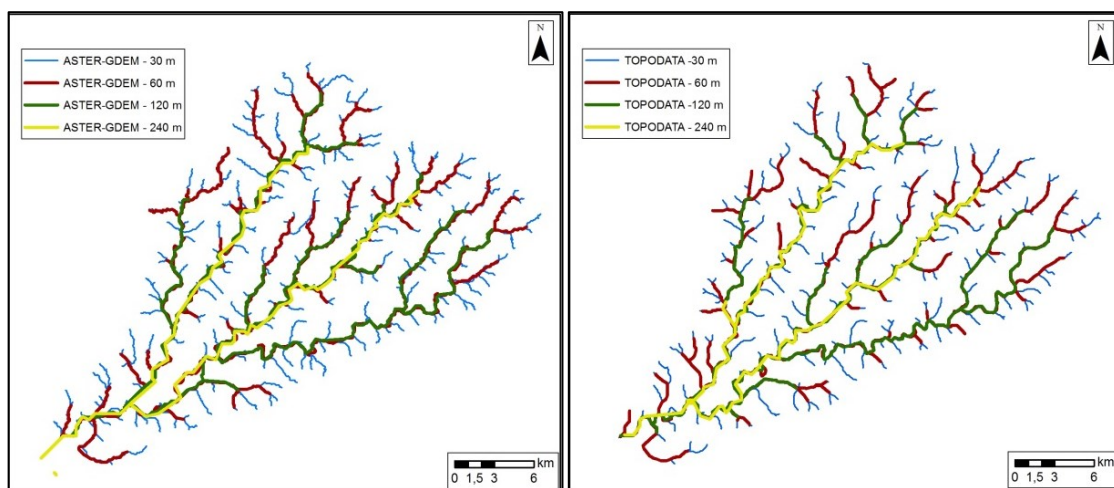 N
ASTER-GDEM - 30 m
ASTER-GDEM - 60 m
ASTER-GDEM - 120 m
ASTER-GDEM - 240 m
km
0 1,5 3 6
N
TOPODATA -30 m
TOPODATA - 60 m
TOPODATA -120 m
TOPODATA - 240 m
km
0 1,5 3 6